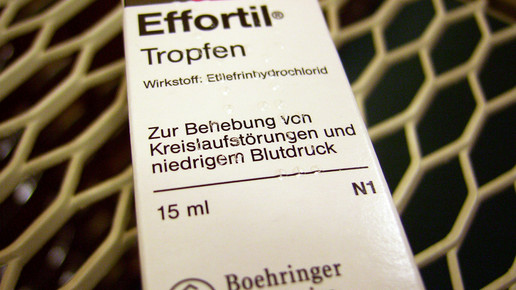 Effortil®
Tropfen
Wirkstoff: Etilefrinhydrochlorid
Zur Behebung von
Kreislaufstörungen und
niedrigem Blutdruck
15 ml N1
Boehringer